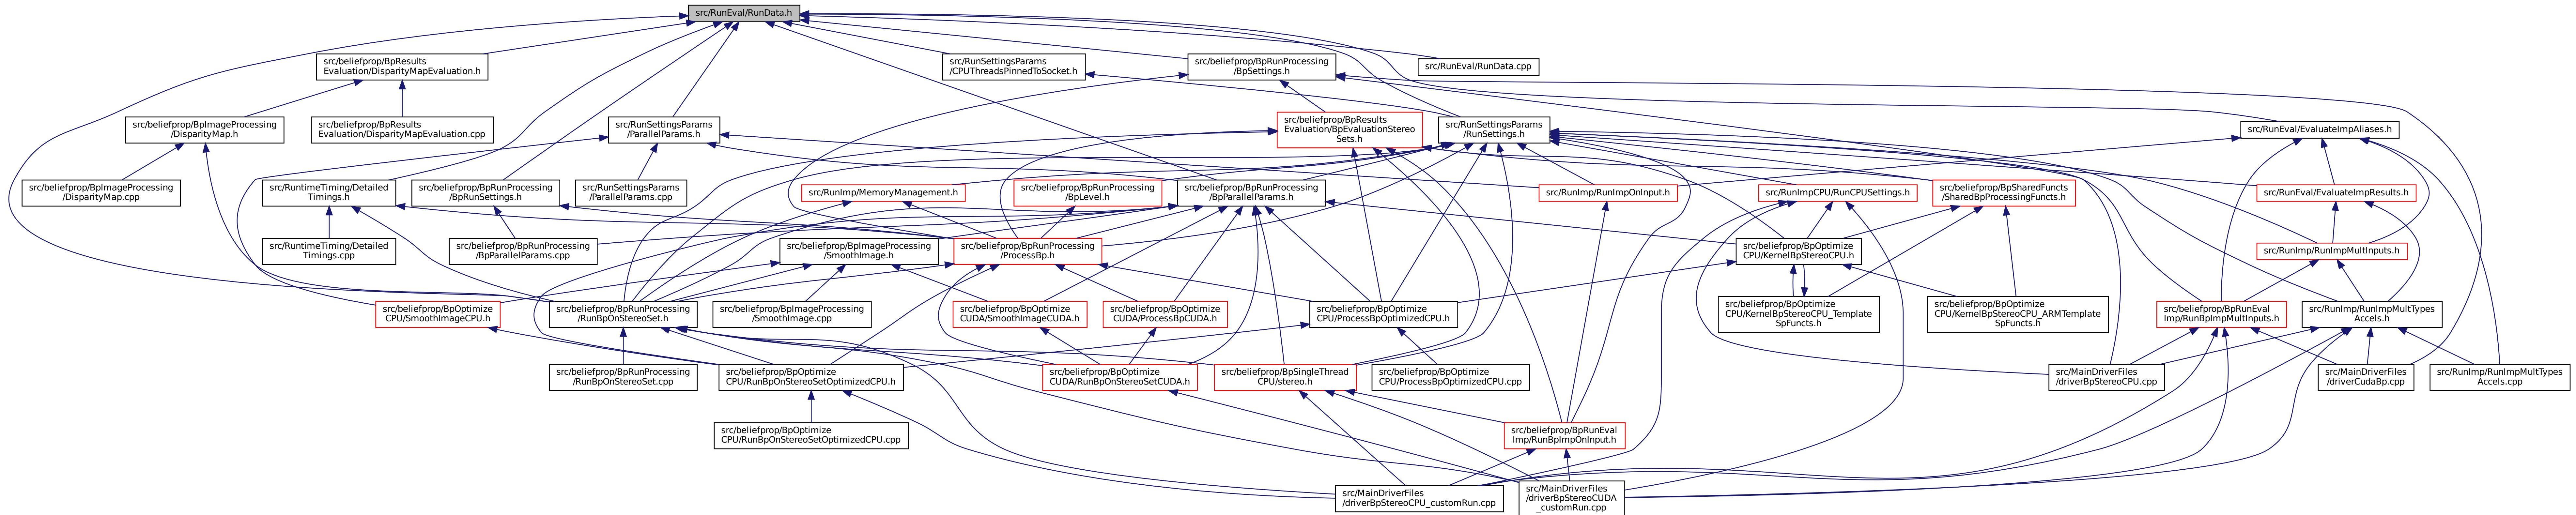 src/RunEval/RunData.h
src/beliefprop/BpResults
Evaluation/DisparityMapEvaluation.h
src/RunSettingsParams
/CPUThreadsPinnedToSocket.h
src/beliefprop/BpRunProcessing
/BpSettings.h
src/RunEval/RunData.cpp
src/beliefprop/BpImageProcessing
/DisparityMap.h
src/beliefprop/BpResults
Evaluation/DisparityMapEvaluation.cpp
src/RunSettingsParams
/ParallelParams.h
src/beliefprop/BpResults
Evaluation/BpEvaluationStereo
Sets.h
src/RunSettingsParams
/RunSettings.h
src/RunEval/EvaluateImpAliases.h
src/beliefprop/BpImageProcessing
/DisparityMap.cpp
src/RuntimeTiming/Detailed
Timings.h
src/beliefprop/BpRunProcessing
/BpRunSettings.h
src/RunSettingsParams
/ParallelParams.cpp
src/RunImp/MemoryManagement.h
src/beliefprop/BpRunProcessing
/BpLevel.h
src/beliefprop/BpRunProcessing
/BpParallelParams.h
src/RunImp/RunImpOnInput.h
src/RunImpCPU/RunCPUSettings.h
src/beliefprop/BpSharedFuncts
/SharedBpProcessingFuncts.h
src/RunEval/EvaluateImpResults.h
src/RuntimeTiming/Detailed
Timings.cpp
src/beliefprop/BpRunProcessing
/BpParallelParams.cpp
src/beliefprop/BpImageProcessing
/SmoothImage.h
src/beliefprop/BpRunProcessing
/ProcessBp.h
src/beliefprop/BpOptimize
CPU/KernelBpStereoCPU.h
src/RunImp/RunImpMultInputs.h
src/beliefprop/BpOptimize
CPU/SmoothImageCPU.h
src/beliefprop/BpRunProcessing
/RunBpOnStereoSet.h
src/beliefprop/BpImageProcessing
/SmoothImage.cpp
src/beliefprop/BpOptimize
CUDA/SmoothImageCUDA.h
src/beliefprop/BpOptimize
CUDA/ProcessBpCUDA.h
src/beliefprop/BpOptimize
CPU/ProcessBpOptimizedCPU.h
src/beliefprop/BpOptimize
CPU/KernelBpStereoCPU_Template
SpFuncts.h
src/beliefprop/BpOptimize
CPU/KernelBpStereoCPU_ARMTemplate
SpFuncts.h
src/beliefprop/BpRunEval
Imp/RunBpImpMultInputs.h
src/RunImp/RunImpMultTypes
Accels.h
src/beliefprop/BpRunProcessing
/RunBpOnStereoSet.cpp
src/beliefprop/BpOptimize
CPU/RunBpOnStereoSetOptimizedCPU.h
src/beliefprop/BpOptimize
CUDA/RunBpOnStereoSetCUDA.h
src/beliefprop/BpSingleThread
CPU/stereo.h
src/beliefprop/BpOptimize
CPU/ProcessBpOptimizedCPU.cpp
src/MainDriverFiles
/driverBpStereoCPU.cpp
src/MainDriverFiles
/driverCudaBp.cpp
src/RunImp/RunImpMultTypes
Accels.cpp
src/beliefprop/BpOptimize
CPU/RunBpOnStereoSetOptimizedCPU.cpp
src/beliefprop/BpRunEval
Imp/RunBpImpOnInput.h
src/MainDriverFiles
/driverBpStereoCPU_customRun.cpp
src/MainDriverFiles
/driverBpStereoCUDA
_customRun.cpp